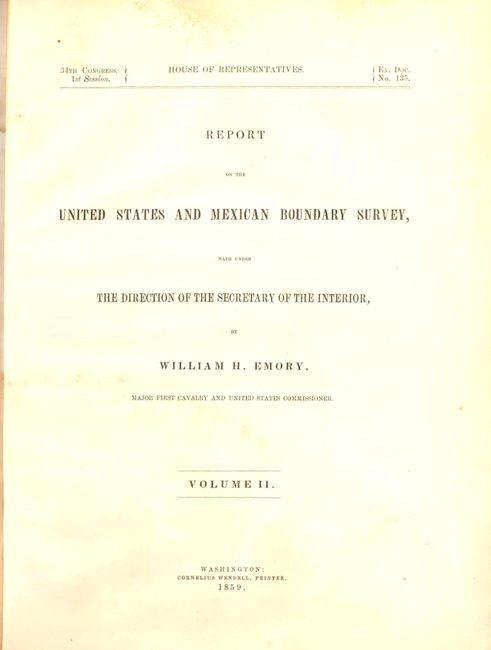 34TH CONGRESS, } HOUSE OF REPRESENTATIVES. { EX. DOC.
1st Session. } { No. 135.
REPORT
ON THE
UNITED STATES AND MEXICAN BOUNDARY SURVEY,
MADE UNDER
THE DIRECTION OF THE SECRETARY OF THE INTERIOR,
BY
WILLIAM H. EMORY.
MAJOR FIRST CAVALRY AND UNITED STATES COMMISSIONER.
VOLUME II.
WASHINGTON:
CORNELIUS WENDELL, PRINTER.
1859.